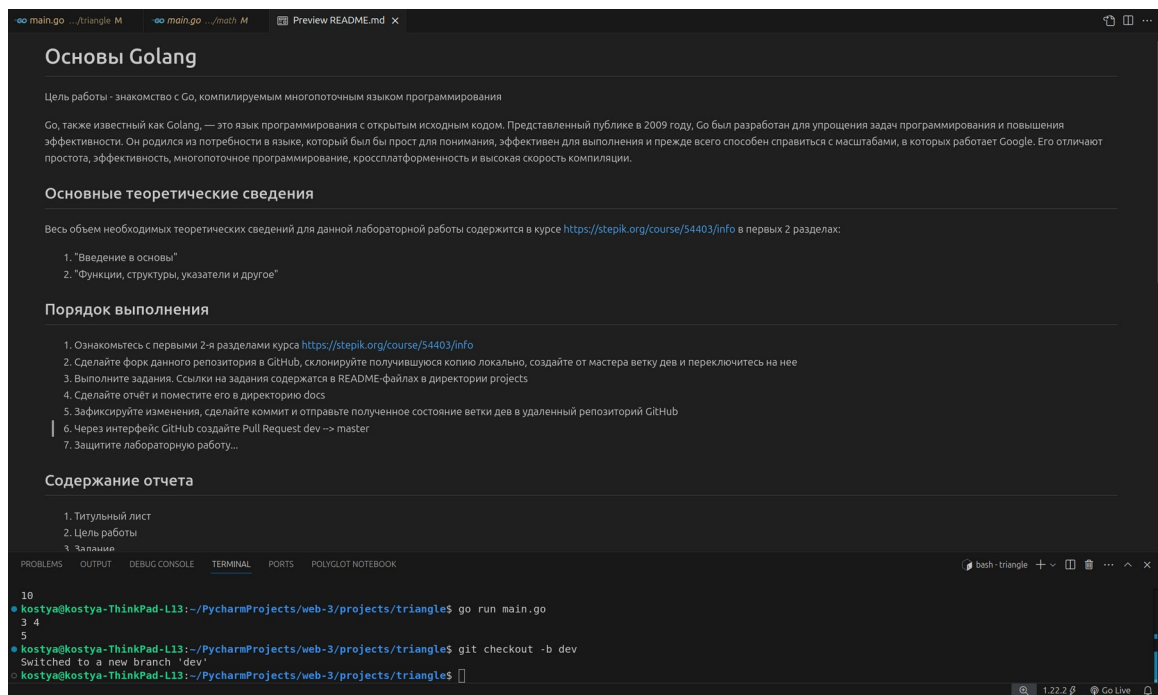 main.go .../triangle M main.go .../math M Preview README.md
Основы Golang
Цель работы - знакомство с Go, компилируемым многопоточным языком программирования
Go, также известный как Golang, — это язык программирования с открытым исходным кодом. Представленный публике в 2009 году, Go был разработан для упрощения задач программирования и повышения
эффективности. Он родился из потребности в языке, который был бы прост для понимания, эффективен для выполнения и прежде всего способен справиться с масштабами, в которых работает Google. Его отличают
простота, эффективность, многопоточное программирование, кроссплатформенность и высокая скорость компиляции.
Основные теоретические сведения
Весь объем необходимых теоретических сведений для данной лабораторной работы содержится в курсе https://stepik.org/course/54403/info в первых 2 разделах:
1. "Введение в основы"
2. "Функции, структуры, указатели и другое"
Порядок выполнения
1. Ознакомьтесь с первыми 2-я разделами курса https://stepik.org/course/54403/info
2. Сделайте форк данного репозитория в GitHub, склонируйте получившуюся копию локально, создайте от мастера ветку дев и переключитесь на нее
3. Выполните задания. Ссылки на задания содержатся в README-файлах в директории projects
4. Сделайте отчёт и поместите его в директорию docs
5. Зафиксируйте изменения, сделайте коммит и отправьте полученное состояние ветки дев в удаленный репозиторий GitHub
6. Через интерфейс GitHub создайте Pull Request dev --> master
7. Защитите лабораторную работу...
Содержание отчета
1. Титульный лист
2. Цель работы
3. Задание
PROBLEMS OUTPUT DEBUG CONSOLE TERMINAL PORTS POLYGLOT NOTEBOOK bash - triangle
10
kostya@kostya-ThinkPad-L13:~/PycharmProjects/web-3/projects/triangle$ go run main.go
3 4
5
kostya@kostya-ThinkPad-L13:~/PycharmProjects/web-3/projects/triangle$ git checkout -b dev
Switched to a new branch 'dev'
kostya@kostya-ThinkPad-L13:~/PycharmProjects/web-3/projects/triangle$
1.22.2 Go Live